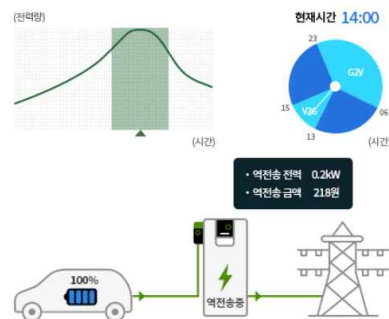 (전력량)
현재시간 14:00
23
G2V
15
V2G
06
13
(시간)
(시간)
· 역전송 전력 0.2kW
· 역전송 금액 218원
100%
역전송중